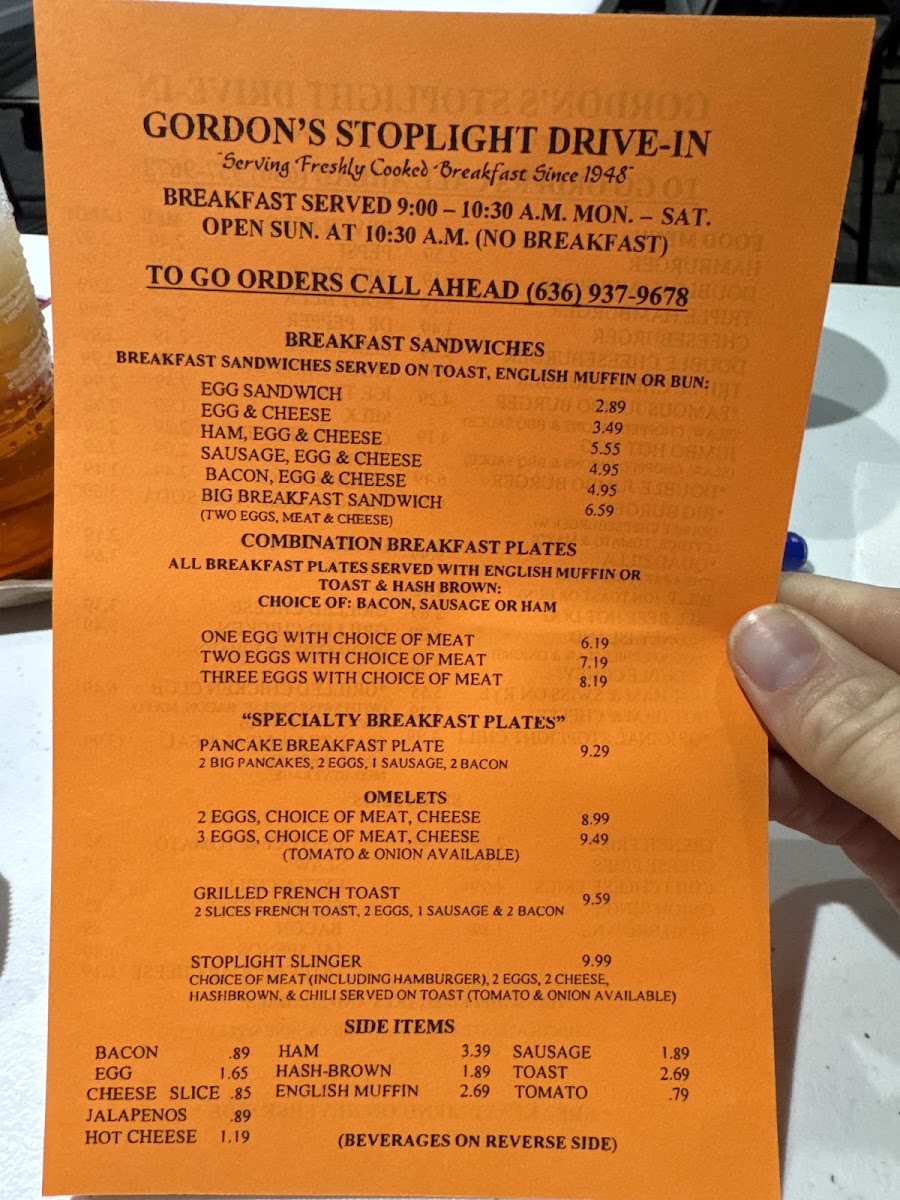 GORDON'S STOPLIGHT DRIVE-IN
"Serving Freshly Cooked Breakfast Since 1948"
BREAKFAST SERVED 9:00 – 10:30 A.M. MON. – SAT.
OPEN SUN. AT 10:30 A.M. (NO BREAKFAST)
TO GO ORDERS CALL AHEAD (636) 937-9678
BREAKFAST SANDWICHES
BREAKFAST SANDWICHES SERVED ON TOAST, ENGLISH MUFFIN OR BUN:
EGG SANDWICH 2.89
EGG & CHEESE 3.49
HAM, EGG & CHEESE 5.55
SAUSAGE, EGG & CHEESE 4.95
BACON, EGG & CHEESE 4.95
BIG BREAKFAST SANDWICH 6.59
(TWO EGGS, MEAT & CHEESE)
COMBINATION BREAKFAST PLATES
ALL BREAKFAST PLATES SERVED WITH ENGLISH MUFFIN OR
TOAST & HASH BROWN:
CHOICE OF: BACON, SAUSAGE OR HAM
ONE EGG WITH CHOICE OF MEAT 6.19
TWO EGGS WITH CHOICE OF MEAT 7.19
THREE EGGS WITH CHOICE OF MEAT 8.19
"SPECIALTY BREAKFAST PLATES"
PANCAKE BREAKFAST PLATE 9.29
2 BIG PANCAKES, 2 EGGS, 1 SAUSAGE, 2 BACON
OMELETS
2 EGGS, CHOICE OF MEAT, CHEESE 8.99
3 EGGS, CHOICE OF MEAT, CHEESE 9.49
(TOMATO & ONION AVAILABLE)
GRILLED FRENCH TOAST 9.59
2 SLICES FRENCH TOAST, 2 EGGS, 1 SAUSAGE & 2 BACON
STOPLIGHT SLINGER 9.99
CHOICE OF MEAT (INCLUDING HAMBURGER), 2 EGGS, 2 CHEESE,
HASHBROWN, & CHILI SERVED ON TOAST (TOMATO & ONION AVAILABLE)
SIDE ITEMS
BACON .89 HAM 3.39 SAUSAGE 1.89
EGG 1.65 HASH-BROWN 1.89 TOAST 2.69
CHEESE SLICE .85 ENGLISH MUFFIN 2.69 TOMATO .79
JALAPENOS .89
HOT CHEESE 1.19 (BEVERAGES ON REVERSE SIDE)